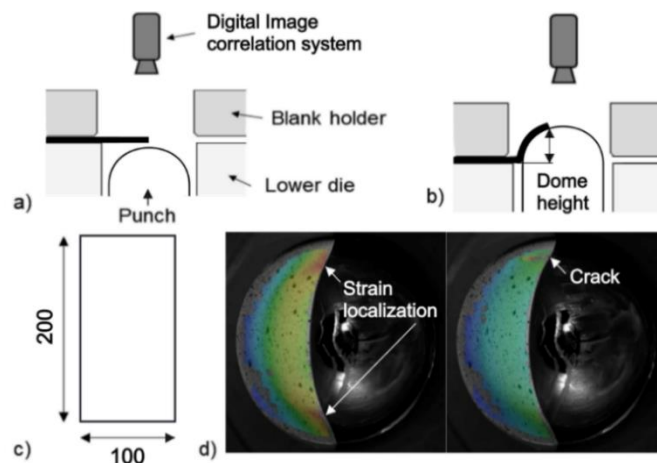 Digital Image
correlation system
Blank holder
Lower die
a)
Punch
b)
Dome
height
200
c)
100
d)
Strain
localization
Crack